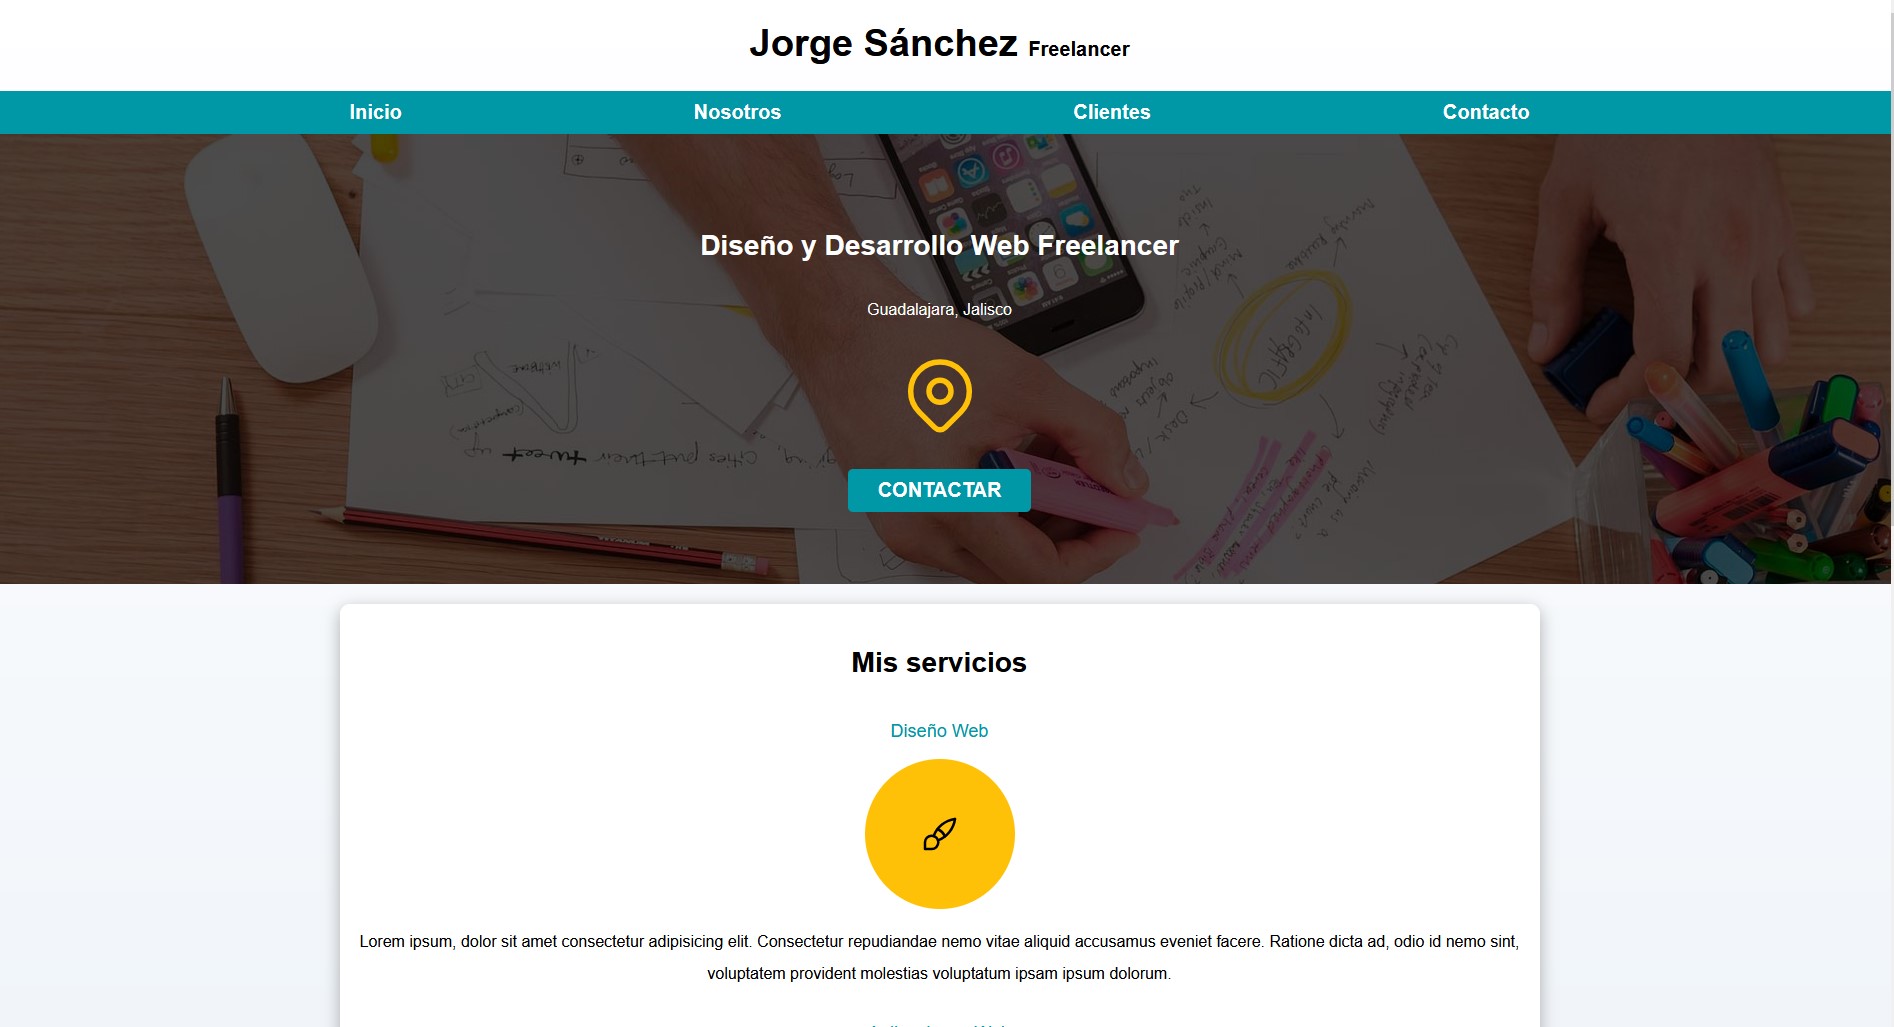 Jorge Sánchez Freelancer
Inicio Nosotros Clientes Contacto
Diseño y Desarrollo Web Freelancer
Guadalajara, Jalisco
CONTACTAR
INFOGRAFIC
tweet
Mis servicios
Diseño Web
Lorem ipsum, dolor sit amet consectetur adipisicing elit. Consectetur repudiandae nemo vitae aliquid accusamus eveniet facere. Ratione dicta ad, odio id nemo sint,
voluptatem provident molestias voluptatum ipsam ipsum dolorum.